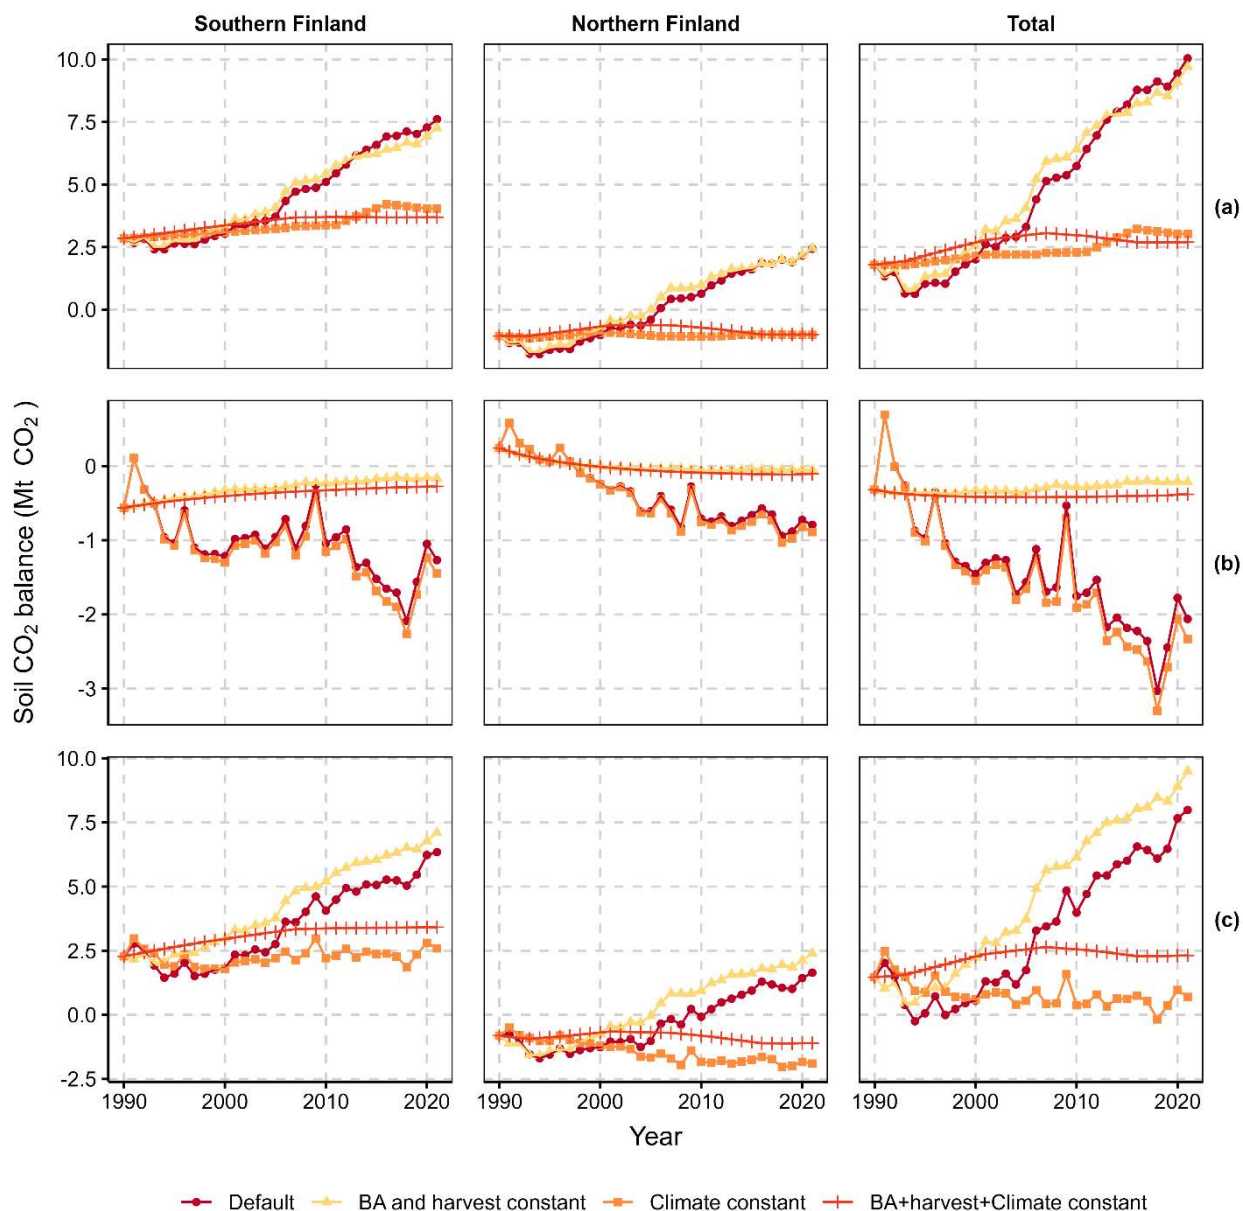 Southern Finland
Northern Finland
Total
10.0
7.5
5.0
2.5
0.0
(a)
0
-1
-2
-3
(b)
10.0
7.5
5.0
2.5
0.0
-2.5
(c)
1990 2000 2010 2020
1990 2000 2010 2020
1990 2000 2010 2020
Soil CO2 balance (Mt CO2 )
Year
Default BA and harvest constant Climate constant BA+harvest+Climate constant